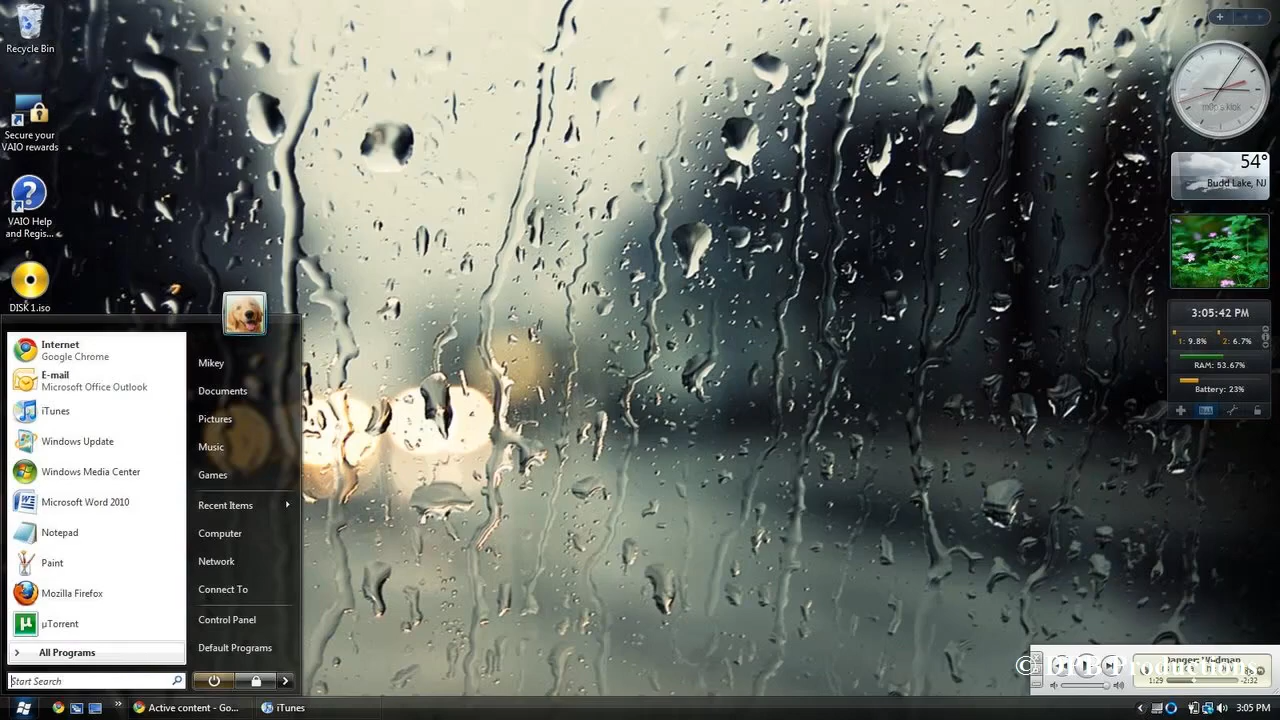 Recycle Bin
Secure your
VAIO rewards
VAIO Help
and Regis...
DISK 1.iso
Internet
Google Chrome
E-mail
Microsoft Office Outlook
iTunes
Windows Update
Windows Media Center
Microsoft Word 2010
Notepad
Paint
Mozilla Firefox
µTorrent
All Programs
Start Search
Mikey
Documents
Pictures
Music
Games
Recent Items
Computer
Network
Connect To
Control Panel
Default Programs
54°
Budd Lake, NJ
3:05:42 PM
1: 9.8% 2: 6.7%
RAM: 53.67%
Battery: 23%
1:29
-2:32
Active content - Go...
iTunes
3:05 PM